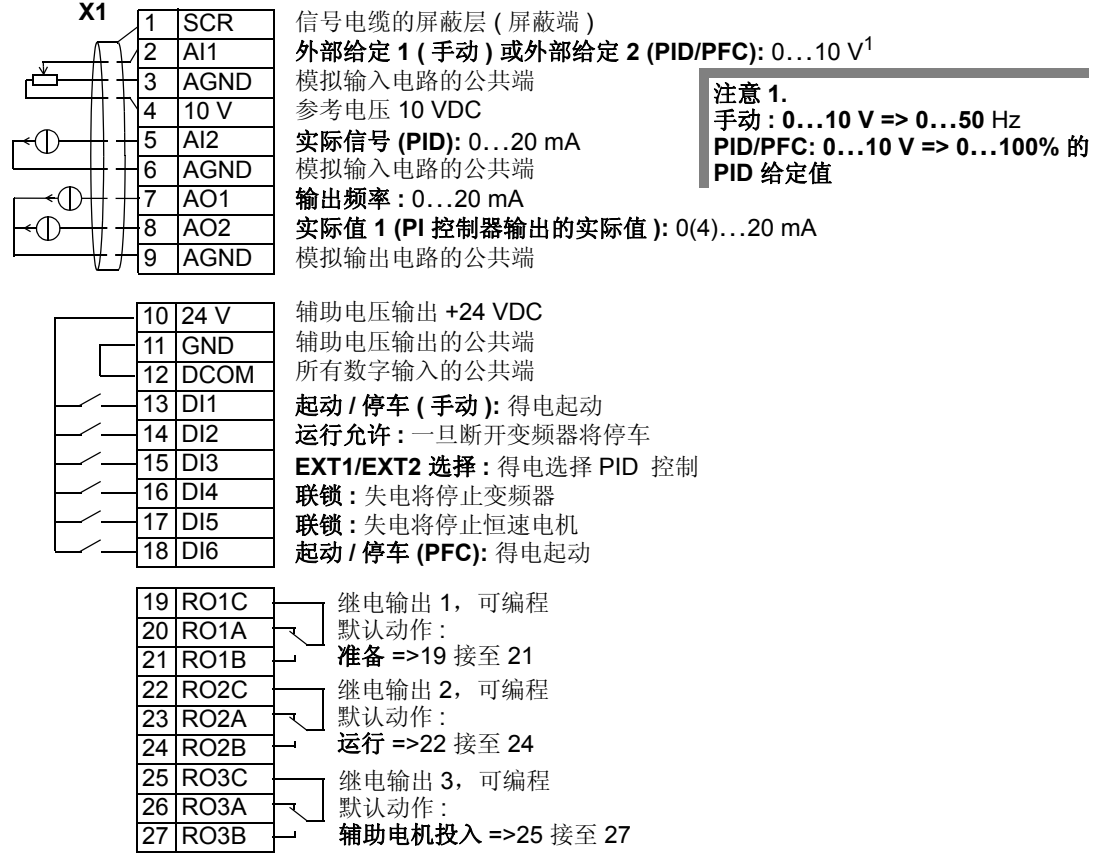 X1
1 SCR 信号电缆的屏蔽层 ( 屏蔽端 )
2 AI1 外部给定 1 ( 手动 ) 或外部给定 2 (PID/PFC): 0…10 V1
3 AGND 模拟输入电路的公共端
4 10 V 参考电压 10 VDC
5 AI2 实际信号 (PID): 0…20 mA
6 AGND 模拟输入电路的公共端
7 AO1 输出频率 : 0…20 mA
8 AO2 实际值 1 (PI 控制器输出的实际值 ): 0(4)…20 mA
9 AGND 模拟输出电路的公共端
注意 1.
手动 : 0…10 V => 0…50 Hz
PID/PFC: 0…10 V => 0…100% 的
PID 给定值
10 24 V 辅助电压输出 +24 VDC
11 GND 辅助电压输出的公共端
12 DCOM 所有数字输入的公共端
13 DI1 起动 / 停车 ( 手动 ): 得电起动
14 DI2 运行允许 : 一旦断开变频器将停车
15 DI3 EXT1/EXT2 选择 : 得电选择 PID 控制
16 DI4 联锁 : 失电将停止变频器
17 DI5 联锁 : 失电将停止恒速电机
18 DI6 起动 / 停车 (PFC): 得电起动
19 RO1C 继电输出 1，可编程
20 RO1A 默认动作 :
21 RO1B 准备 =>19 接至 21
22 RO2C 继电输出 2，可编程
23 RO2A 默认动作 :
24 RO2B 运行 =>22 接至 24
25 RO3C 继电输出 3，可编程
26 RO3A 默认动作 :
27 RO3B 辅助电机投入 =>25 接至 27